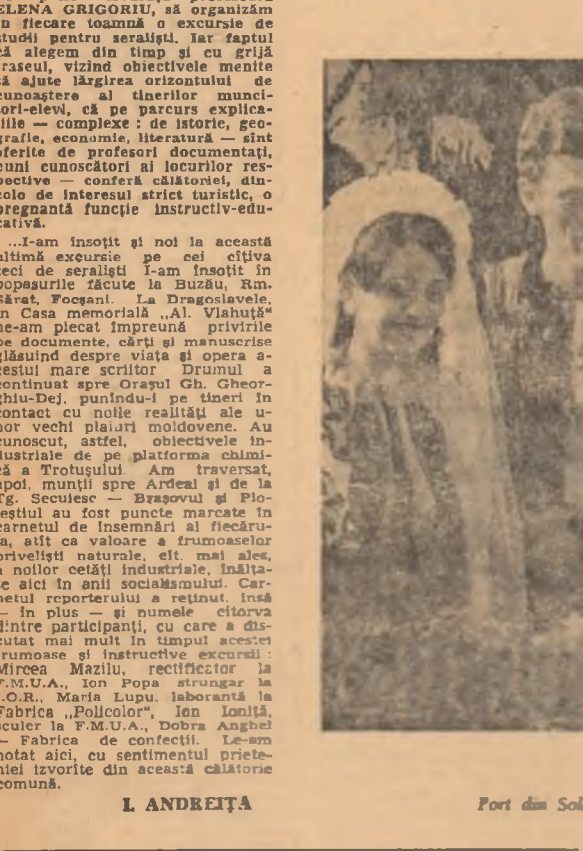 ELENA GRIGORIU, să organizăm
în fiecare toamnă o excursie de
studii pentru seraliști. Iar faptul
că alegem din timp și cu grijă
traseul, vizind obiectivele menite
să ajute lărgirea orizontului de
cunoaștere al tinerilor munci-
tori-elevi, că pe parcurs explica-
țiile — complexe : de istorie, geo-
grafie, economie, literatură — sînt
oferite de profesori documentați,
buni cunoscători ai locurilor res-
pective — conferă călătoriei, din-
colo de interesul strict turistic, o
pregnantă funcție instructiv-edu-
cativă.
...I-am însoțit și noi la această
ultimă excursie pe cei cîtiva
zeci de seraliști I-am însoțit în
popasurile făcute la Buzău, Rm.
Sărat, Focșani. La Dragoslavele,
în Casa memorială „Al. Vlahuță“
ne-am plecat împreună privirile
pe documente, cărți și manuscrise
glăsuind despre viața și opera a-
cestui mare scriitor Drumul a
continuat spre Orașul Gh. Gheor-
ghiu-Dej, punîndu-i pe tineri în
contact cu noile realități ale u-
nor vechi plaiuri moldovene. Au
cunoscut, astfel, obiectivele in-
dustriale de pe platforma chimi-
că a Trotușului. Am traversat,
apoi, munții spre Ardeal și de la
Tg. Secuiesc — Brașovul și Plo-
ieștiul au fost puncte marcate în
carnetul de însemnări al fiecăru-
ia, atît ca valoare a frumoaselor
priveliști naturale, cît. mai ales,
a noilor cetăți industriale, înălța-
te aici în anii socialismului. Car-
netul reporterului a reținut, însă
— în plus — și numele cîtorva
dintre participanți, cu care a dis-
cutat mai mult în timpul acestei
frumoase și instructive excursii :
Mircea Mazilu, rectificator la
F.M.U.A., Ion Popa strungar la
I.O.R., Maria Lupu, laborantă la
Fabrica „Policolor“, Ion Ioniță,
sculer la F.M.U.A., Dobra Anghel
— Fabrica de confecții. Le-am
notat aici, cu sentimentul priete-
niei izvorîte din această călătorie
comună.
I. ANDREIȚA
Port din Sol